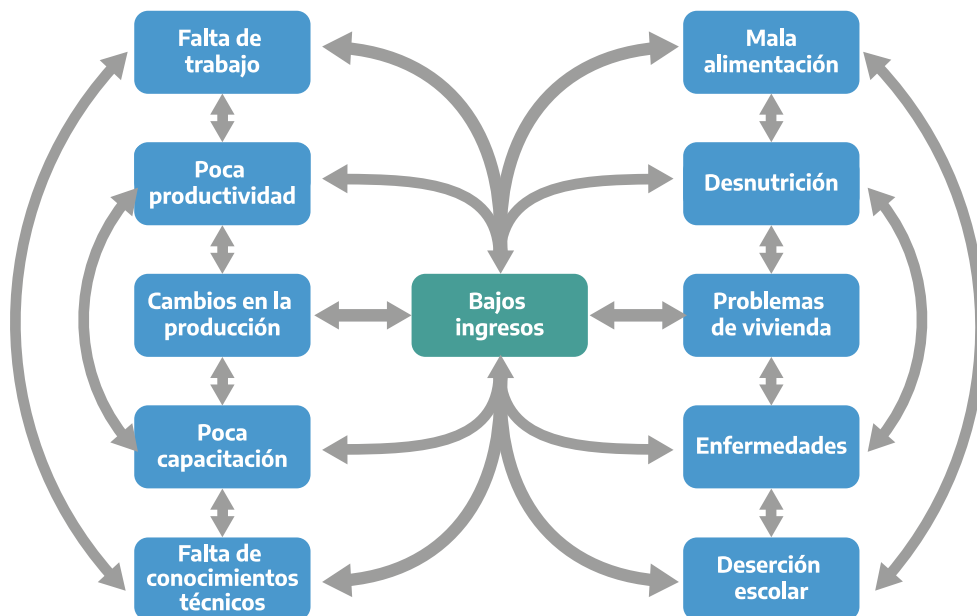 Falta de
trabajo
Mala
alimentación
Poca
productividad
Desnutrición
Cambios en la
producción
Bajos
ingresos
Problemas
de vivienda
Poca
capacitación
Enfermedades
Falta de
conocimientos
técnicos
Deserción
escolar